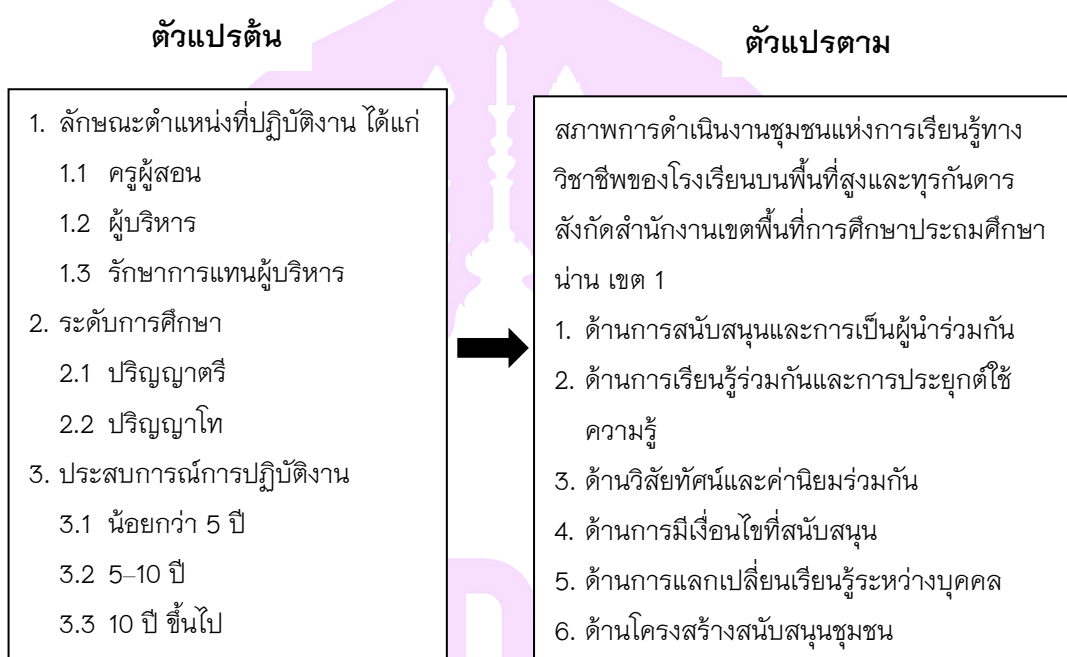 ตัวแปรต้น
ตัวแปรตาม
1. ลักษณะตำแหน่งที่ปฏิบัติงาน ได้แก่
1.1 ครูผู้สอน
1.2 ผู้บริหาร
1.3 รักษาการแทนผู้บริหาร
2. ระดับการศึกษา
2.1 ปริญญาตรี
2.2 ปริญญาโท
3. ประสบการณ์การปฏิบัติงาน
3.1 น้อยกว่า 5 ปี
3.2 5–10 ปี
3.3 10 ปี ขึ้นไป
สภาพการดำเนินงานชุมชนแห่งการเรียนรู้ทาง
วิชาชีพของโรงเรียนบนพื้นที่สูงและทุรกันดาร
สังกัดสำนักงานเขตพื้นที่การศึกษาประถมศึกษา
น่าน เขต 1
1. ด้านการสนับสนุนและการเป็นผู้นำร่วมกัน
2. ด้านการเรียนรู้ร่วมกันและการประยุกต์ใช้
ความรู้
3. ด้านวิสัยทัศน์และค่านิยมร่วมกัน
4. ด้านการมีเงื่อนไขที่สนับสนุน
5. ด้านการแลกเปลี่ยนเรียนรู้ระหว่างบุคคล
6. ด้านโครงสร้างสนับสนุนชุมชน